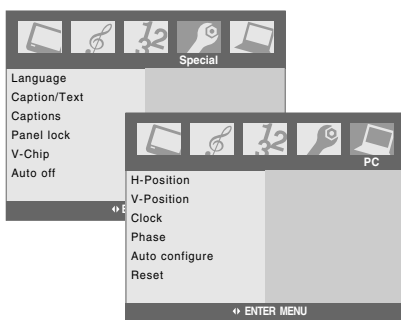 Special
Language
Caption/Text
Captions
Panel lock
V-Chip
Auto off
PC
H-Position
V-Position
Clock
Phase
Auto configure
Reset
ENTER MENU